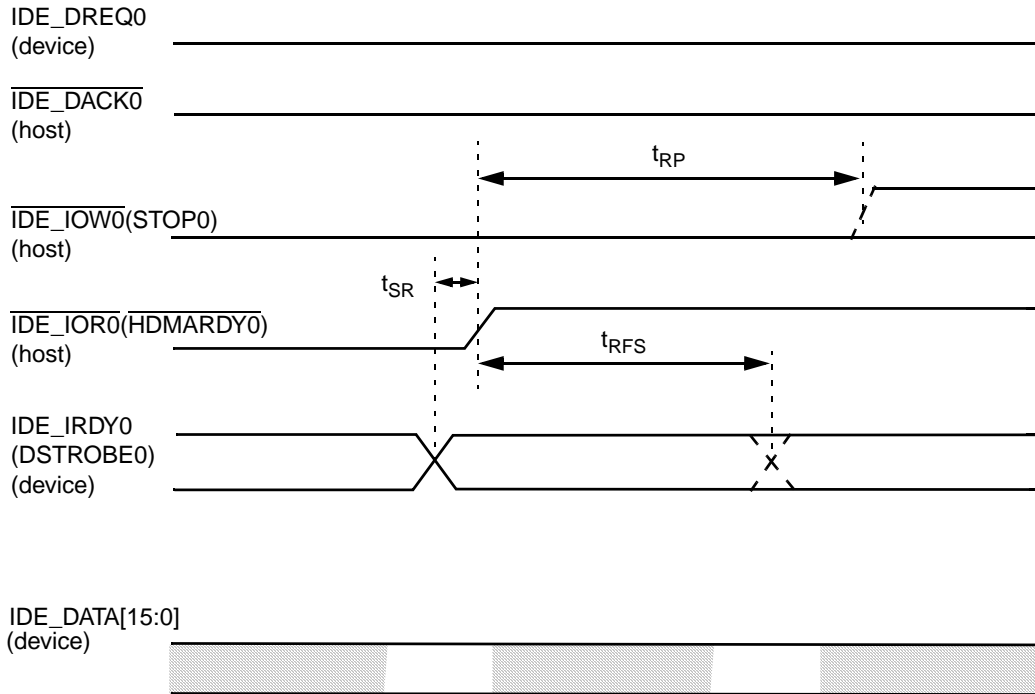 IDE_DREQ0
(device)
IDE_DACK0
(host)
tRP
IDE_IOW0(STOP0)
(host)
tSR
IDE_IOR0(HDMARDY0)
(host)
tRFS
IDE_IRDY0
(DSTROBE0)
(device)
IDE_DATA[15:0]
(device)